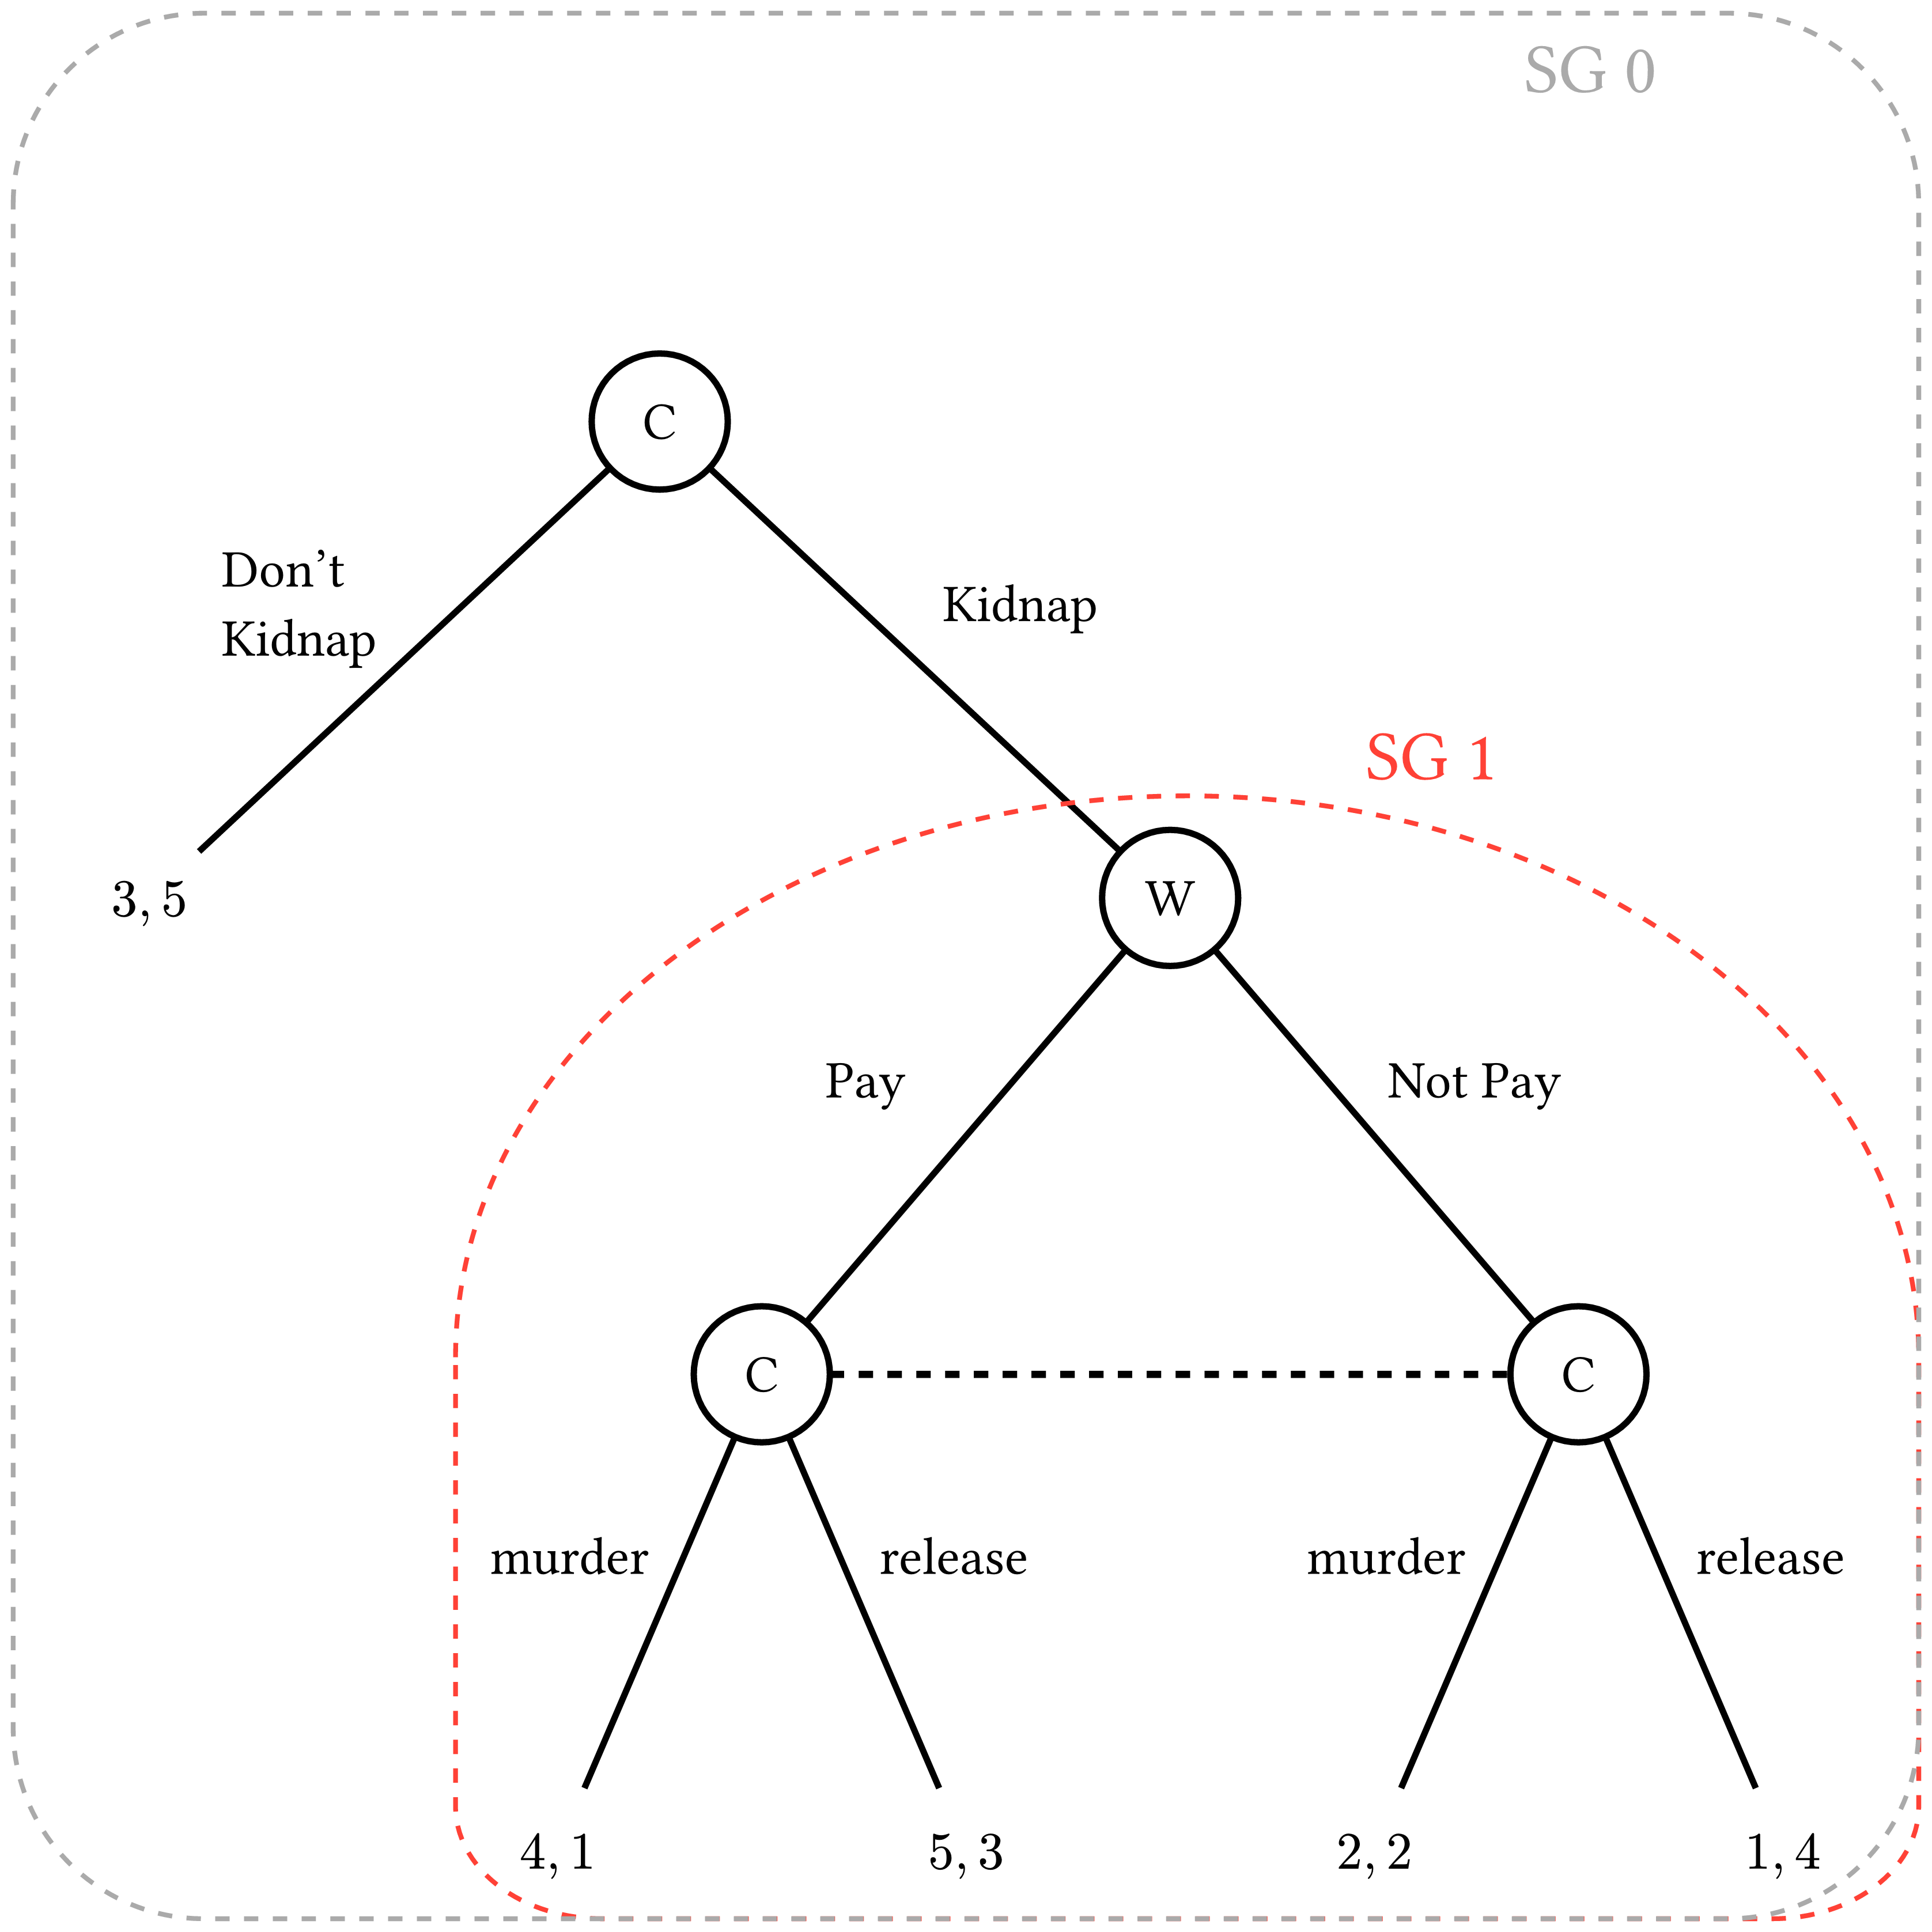 SG 0
C
Don't
Kidnap
Kidnap
SG 1
3, 5
W
Pay
Not Pay
C
C
murder
release
murder
release
4, 1
5, 3
2, 2
1, 4